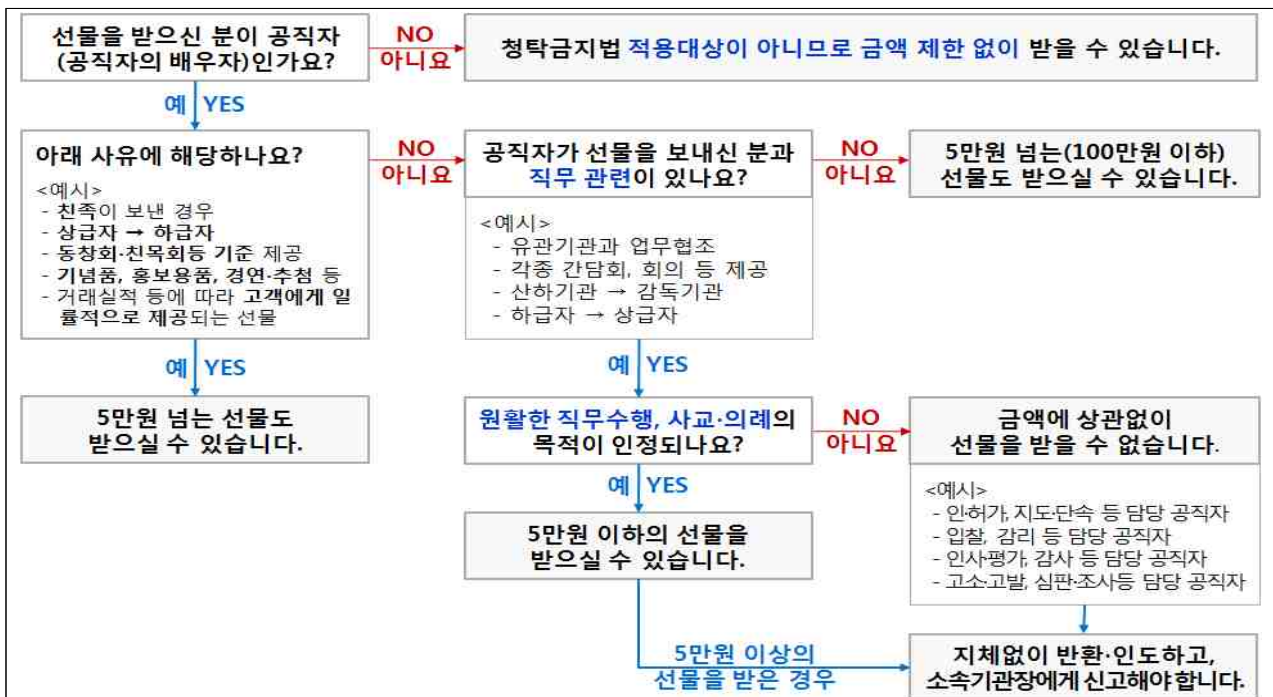 선물을 받으신 분이 공직자
(공직자의 배우자)인가요?
NO
아니요
청탁금지법 적용대상이 아니므로 금액 제한 없이 받을 수 있습니다.
예 YES
아래 사유에 해당하나요?
<예시>
- 친족이 보낸 경우
- 상급자 → 하급자
- 동창회·친목회등 기준 제공
- 기념품, 홍보용품, 경연·추첨 등
- 거래실적 등에 따라 고객에게 일
률적으로 제공되는 선물
NO
아니요
공직자가 선물을 보내신 분과
직무 관련이 있나요?
<예시>
- 유관기관과 업무협조
- 각종 간담회, 회의 등 제공
- 산하기관 → 감독기관
- 하급자 → 상급자
NO
아니요
5만원 넘는(100만원 이하)
선물도 받으실 수 있습니다.
예 YES
5만원 넘는 선물도
받으실 수 있습니다.
예 YES
원활한 직무수행, 사교·의례의
목적이 인정되나요?
NO
아니요
금액에 상관없이
선물을 받을 수 없습니다.
<예시>
- 인·허가, 지도·단속 등 담당 공직자
- 입찰, 감리 등 담당 공직자
- 인사·평가, 감사 등 담당 공직자
- 고소·고발, 심판·조사등 담당 공직자
예 YES
5만원 이하의 선물을
받으실 수 있습니다.
5만원 이상의
선물을 받은 경우
지체없이 반환·인도하고,
소속기관장에게 신고해야 합니다.